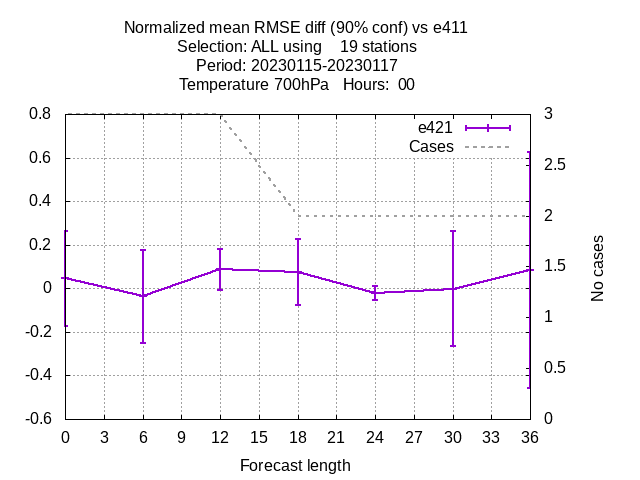 Normalized mean RMSE diff (90% conf) vs e411
Selection: ALL using    19 stations
Period: 20230115-20230117
Temperature 700hPa   Hours:  00
e421
Cases
0.8
0.6
0.4
0.2
0
-0.2
-0.4
-0.6
3
2.5
2
1.5
1
0.5
0
No cases
0 3 6 9 12 15 18 21 24 27 30 33 36
Forecast length